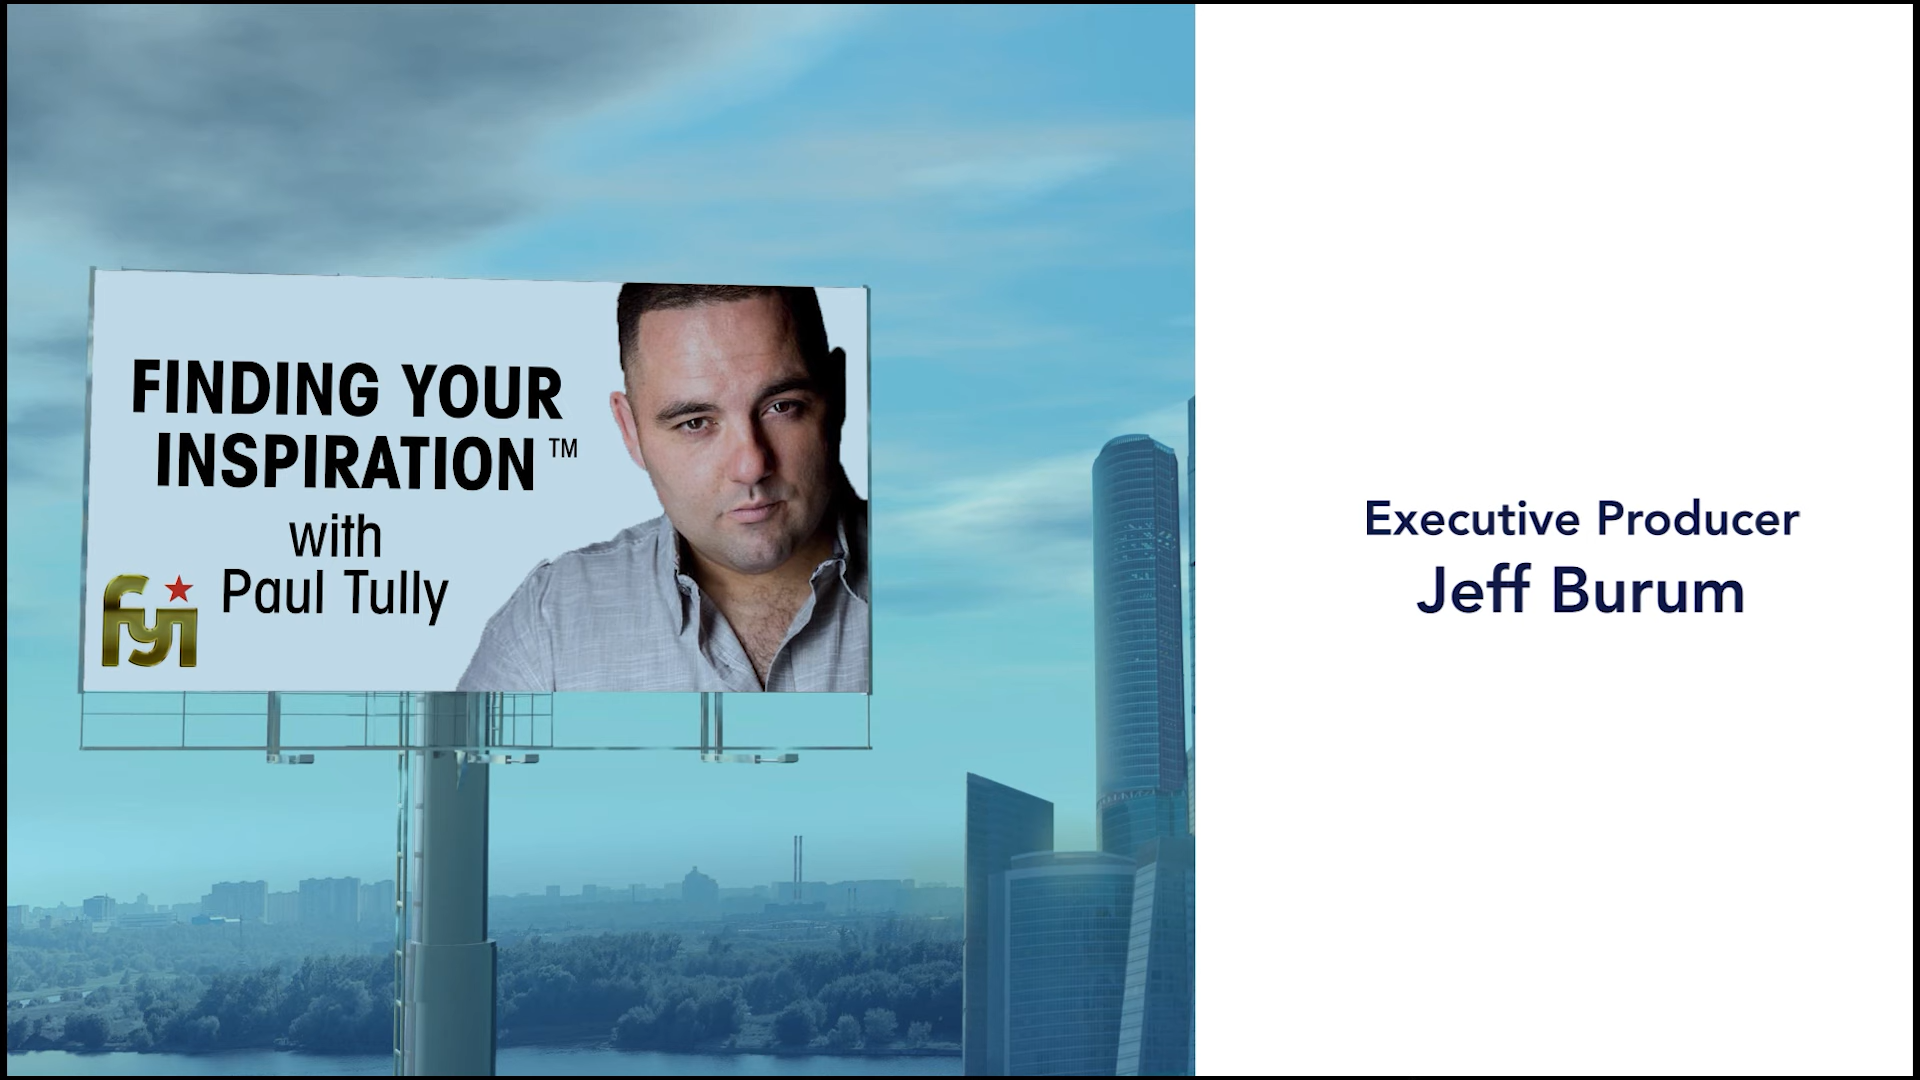 FINDING YOUR
INSPIRATION™
with
Paul Tully
fyi
Executive Producer
Jeff Burum